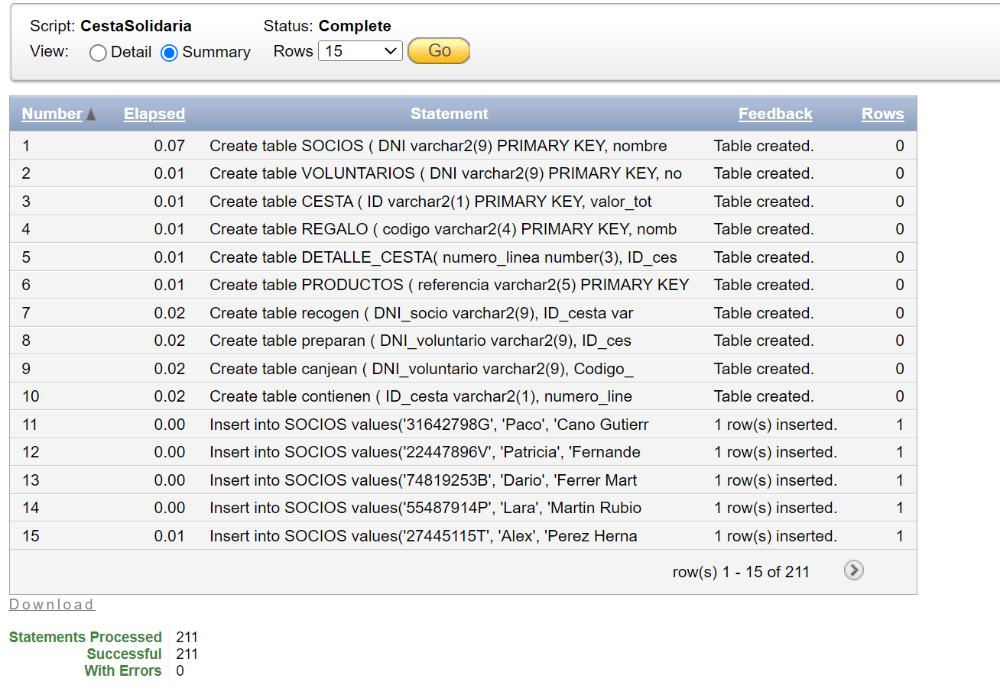 Script: CestaSolidaria Status: Complete
View: Detail Summary Rows 15 Go
Number Elapsed Statement Feedback Rows
1 0.07 Create table SOCIOS ( DNI varchar2(9) PRIMARY KEY, nombre Table created. 0
2 0.01 Create table VOLUNTARIOS ( DNI varchar2(9) PRIMARY KEY, no Table created. 0
3 0.01 Create table CESTA ( ID varchar2(1) PRIMARY KEY, valor_tot Table created. 0
4 0.01 Create table REGALO ( codigo varchar2(4) PRIMARY KEY, nomb Table created. 0
5 0.01 Create table DETALLE_CESTA( numero_linea number(3), ID_ces Table created. 0
6 0.01 Create table PRODUCTOS ( referencia varchar2(5) PRIMARY KEY Table created. 0
7 0.02 Create table recogen ( DNI_socio varchar2(9), ID_cesta var Table created. 0
8 0.02 Create table preparan ( DNI_voluntario varchar2(9), ID_ces Table created. 0
9 0.02 Create table canjean ( DNI_voluntario varchar2(9), Codigo_ Table created. 0
10 0.02 Create table contienen ( ID_cesta varchar2(1), numero_line Table created. 0
11 0.00 Insert into SOCIOS values('31642798G', 'Paco', 'Cano Gutierr 1 row(s) inserted. 1
12 0.00 Insert into SOCIOS values('22447896V', 'Patricia', 'Fernande 1 row(s) inserted. 1
13 0.00 Insert into SOCIOS values('74819253B', 'Dario', 'Ferrer Mart 1 row(s) inserted. 1
14 0.00 Insert into SOCIOS values('55487914P', 'Lara', 'Martin Rubio 1 row(s) inserted. 1
15 0.01 Insert into SOCIOS values('27445115T', 'Alex', 'Perez Herna 1 row(s) inserted. 1
row(s) 1 - 15 of 211
Download
Statements Processed 211
Successful 211
With Errors 0